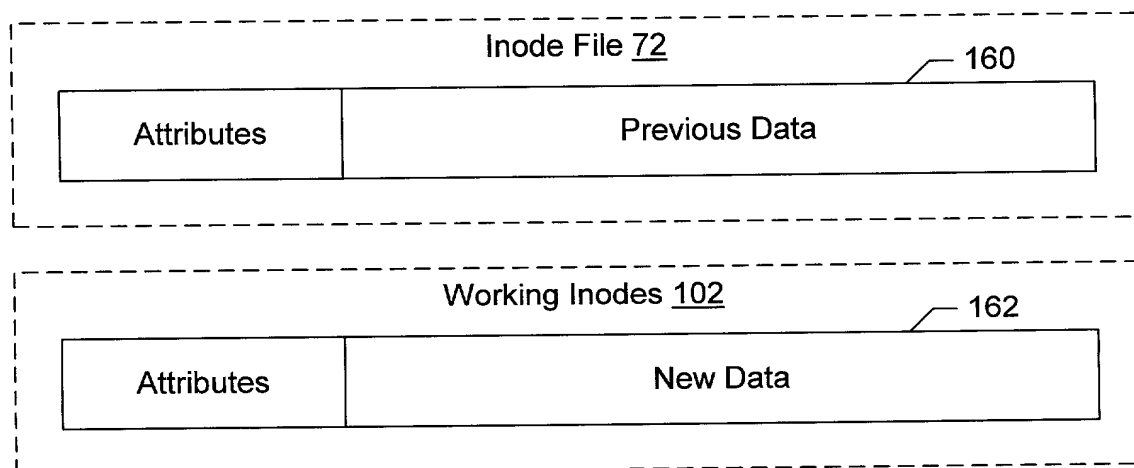 Inode File 72
160
Attributes
Previous Data
Working Inodes 102
162
Attributes
New Data